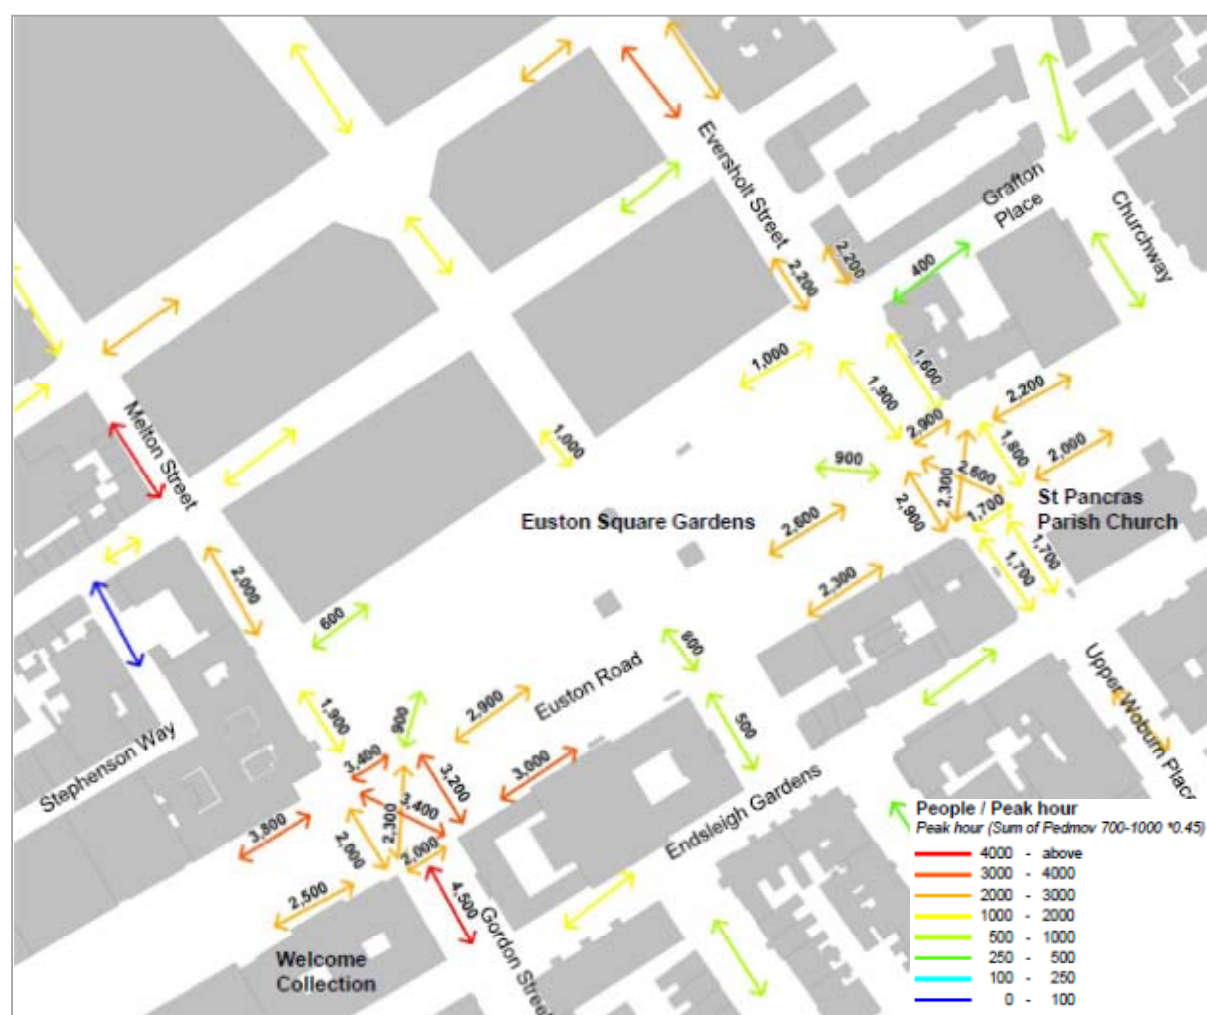 Evershot Street
Grafton
Place
Churchway
2,200
2,200
400
1,000
1,600
1,900
2,200
2,900
1,800
2,000
Melton Street
1,000
900
2,600
2,300
2,900
1,700
St Pancras
Parish Church
Euston Square Gardens
2,600
1,700
1,700
2,000
2,300
600
800
Upper Woburn Place
Euston Road
1,900
900
2,900
500
Stephenson Way
3,400
3,200
3,000
Endsleigh Gardens
3,800
2,300
3,400
2,000
2,000
2,500
4,500
Gordon Street
Welcome
Collection
People / Peak hour
Peak hour (Sum of Pedmov 700-1000 *0.45)
4000 - above
3000 - 4000
2000 - 3000
1000 - 2000
500 - 1000
250 - 500
100 - 250
0 - 100